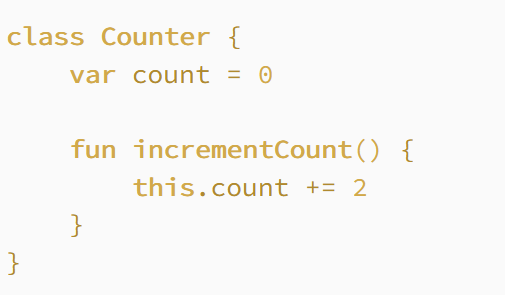 class Counter {
    var count = 0

    fun incrementCount() {
        this.count += 2
    }
}